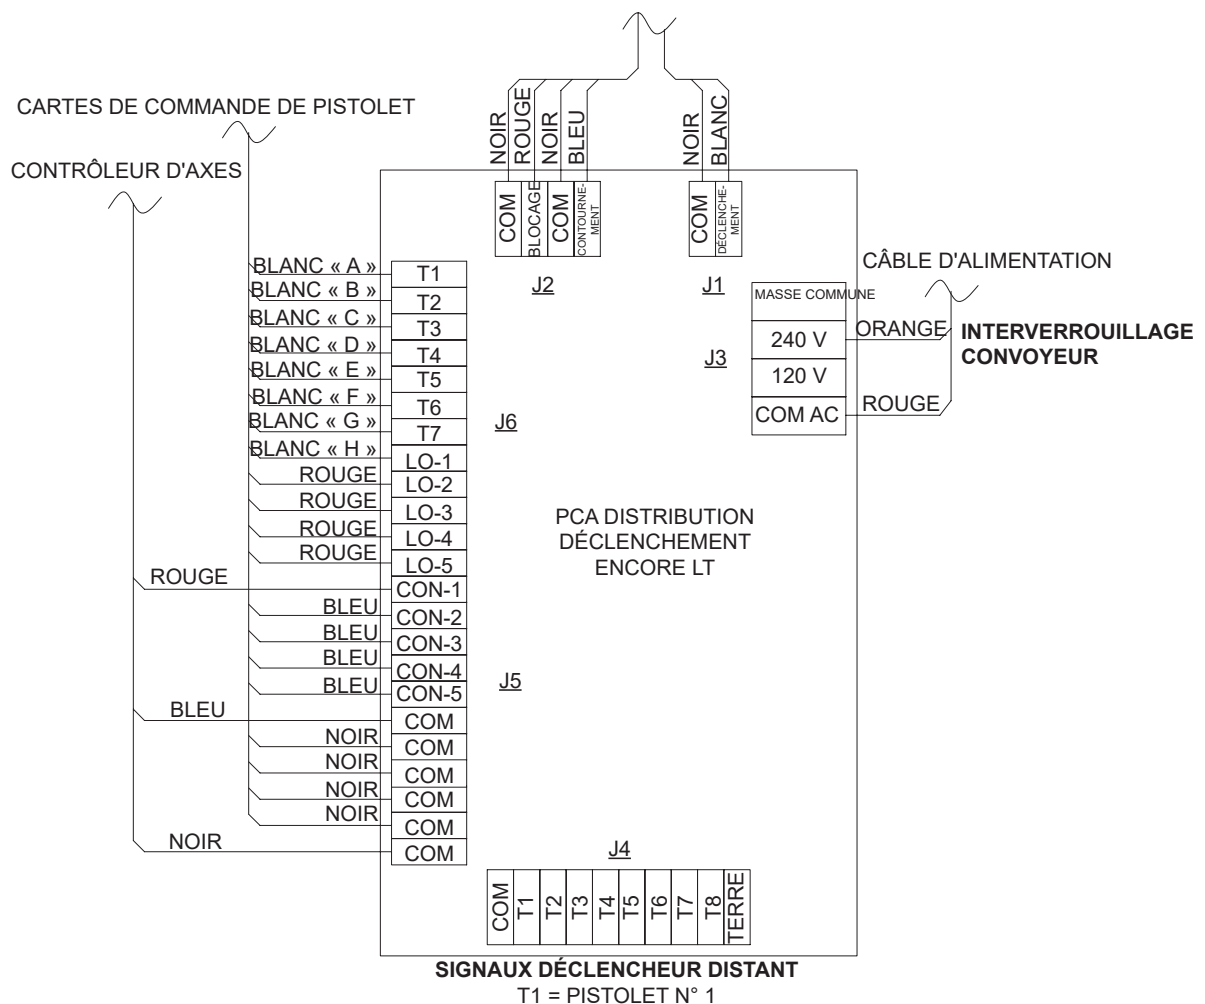 CARTES DE COMMANDE DE PISTOLET
CONTRÔLEUR D'AXES
NOIR
ROUGE
NOIR
BLEU
NOIR
BLANC
COM
BLOCAGE
COM
CONTOURNE-
MENT
J2
COM
DÉCLENCHE-
MENT
J1
CÂBLE D'ALIMENTATION
MASSE COMMUNE
240 V
ORANGE
120 V
COM AC
ROUGE
J3
INTERVERROUILLAGE
CONVOYEUR
BLANC « A »
T1
BLANC « B »
T2
BLANC « C »
T3
BLANC « D »
T4
BLANC « E »
T5
BLANC « F »
T6
BLANC « G »
T7
BLANC « H »
LO-1
ROUGE
LO-2
ROUGE
LO-3
ROUGE
LO-4
ROUGE
LO-5
J6
ROUGE
CON-1
BLEU
CON-2
BLEU
CON-3
BLEU
CON-4
BLEU
CON-5
J5
BLEU
COM
NOIR
COM
NOIR
COM
NOIR
COM
NOIR
COM
NOIR
COM
PCA DISTRIBUTION
DÉCLENCHEMENT
ENCORE LT
J4
COM
T1
T2
T3
T4
T5
T6
T7
T8
TERRE
SIGNAUX DÉCLENCHEUR DISTANT
T1 = PISTOLET N° 1